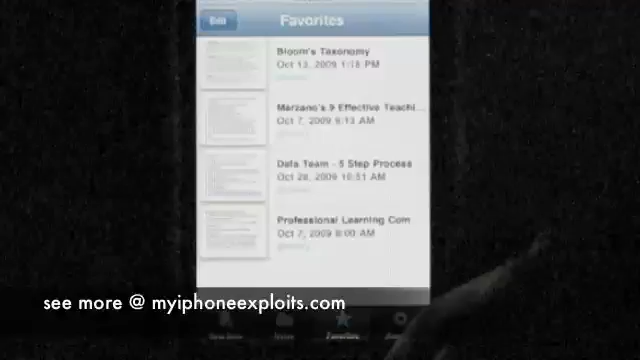 Edit
Favorites
Bloom's Taxonomy
Oct 13, 2009 1:18 PM
Marzano's 9 Effective Teachi...
Oct 7, 2009 9:13 AM
Data Team - 5 Step Process
Oct 28, 2009 10:51 AM
Professional Learning Com
Oct 7, 2009 8:00 AM
see more @ myiphoneexploits.com
Favorites